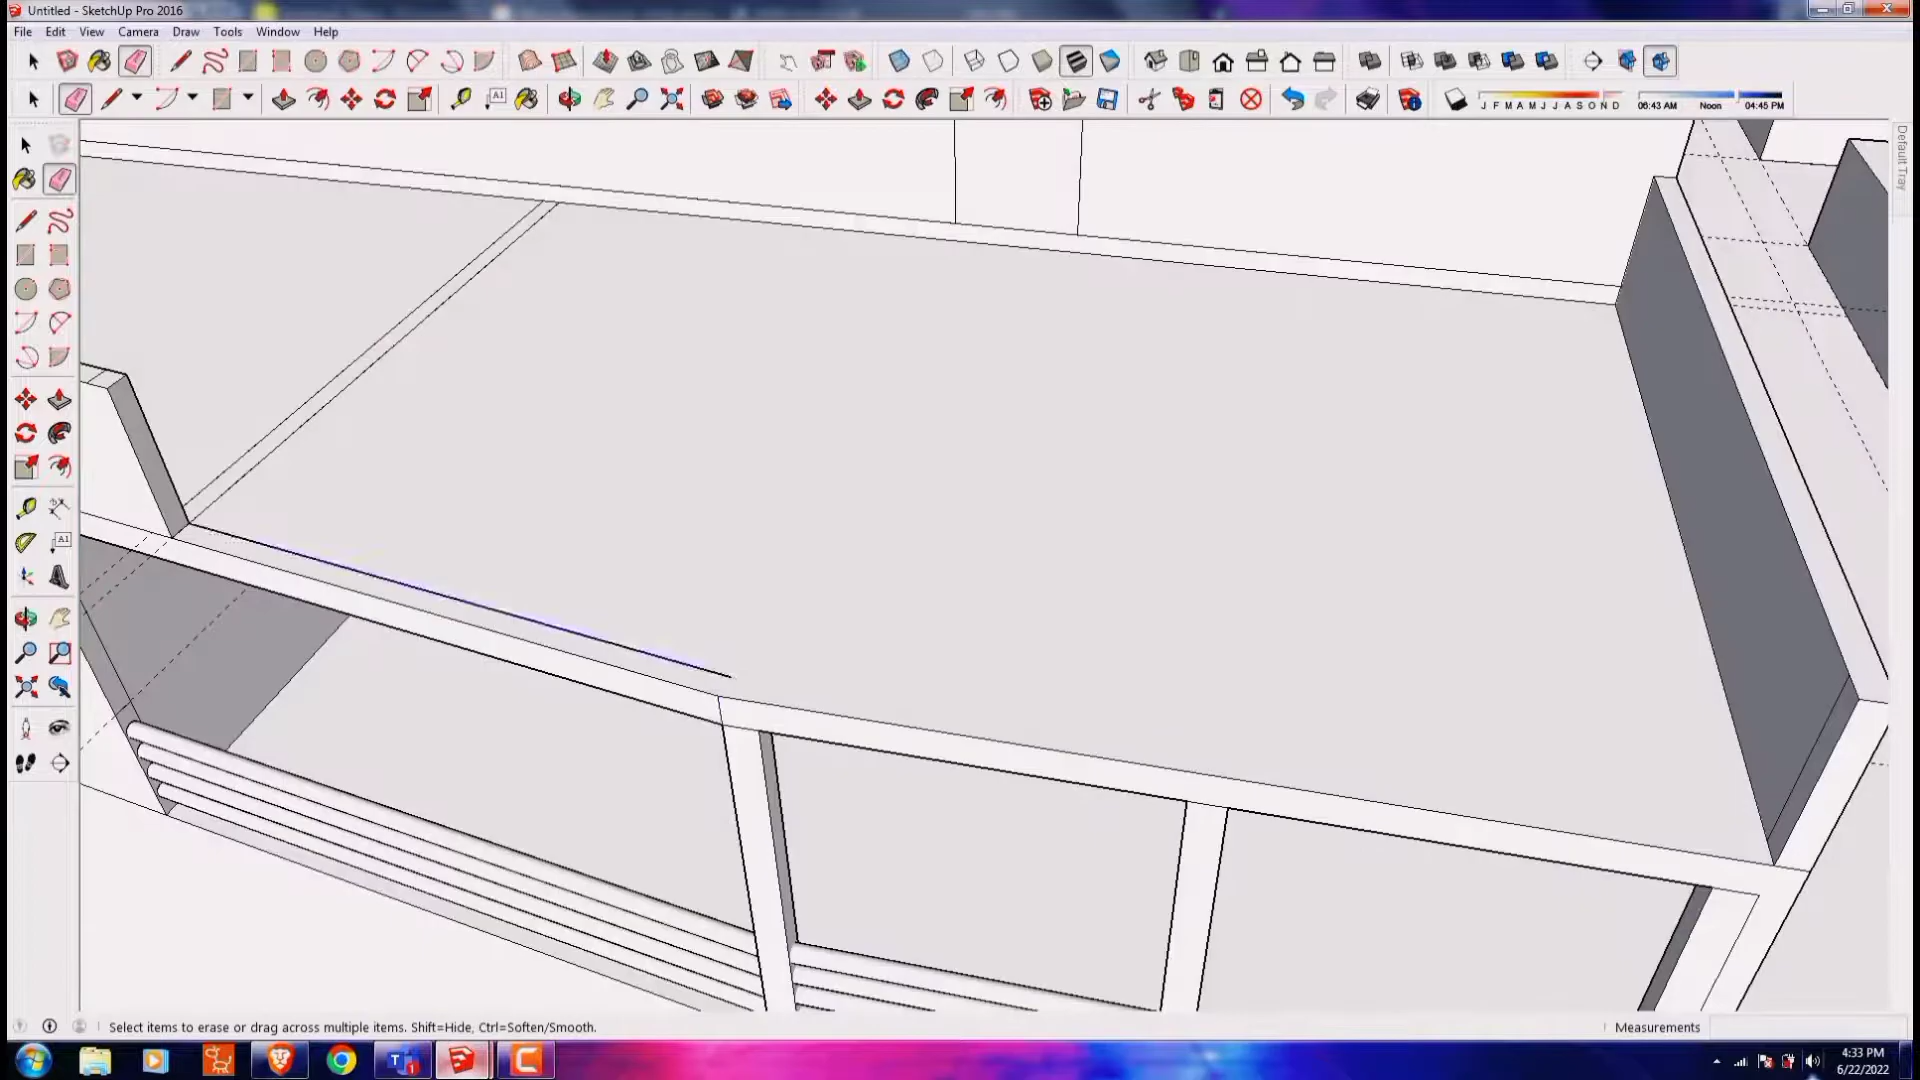 Untitled - SketchUp Pro 2016
File Edit View Camera Draw Tools Window Help
A1
J F M A M J J A S O N D
06:43 AM Noon 04:45 PM
Default Tray
A1
Select items to erase or drag across multiple items. Shift=Hide, Ctrl=Soften/Smooth.
Measurements
4:33 PM
6/22/2022